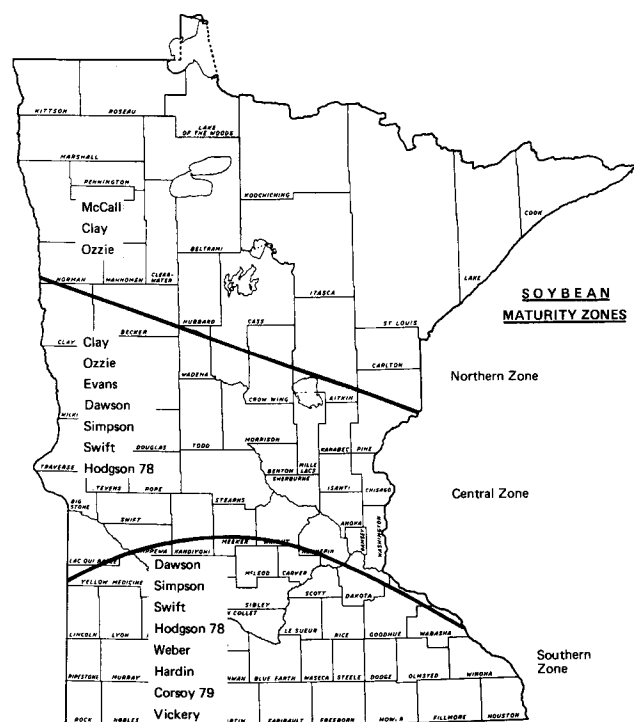 KITTSON ROSEAU
LAKE
OF THE WOODS
MARSHALL
PENNINGTON
KOOCHICHING
McCall
Clay
Ozzie
COOK
BELTRAMI
LAKE
NORMAN MAHNOMEN CLEAR-
WATER
ITASCA
SOYBEAN
MATURITY ZONES
HUBBARD CASS
ST LOUIS
BECKER
CLAY
Clay
Ozzie
Evans
Dawson
Simpson
Swift
Hodgson 78
WADENA
CARLTON
Northern Zone
CROW WING AITKIN
DOUGLAS TODD MORRISON
KANABEC PINE
TRAVERSE
BENTON MILLE
LACS
SHERBURNE
ISANTI CHISAGO
Central Zone
BIG
STONE
STEVENS POPE
STEARNS
SWIFT
ANOKA
RAMSEY
WASHINGTON
KANDIYOHI MEEKER WRIGHT
LAC QUI PARLE
Dawson
Simpson
Swift
Hodgson 78
Weber
Hardin
Corsoy 79
Vickery
McLEOD CARVER
YELLOW MEDICINE
SCOTT DAKOTA
SIBLEY
LINCOLN LYON
LE SUEUR RICE GOODHUE WABASHA
Southern
Zone
PIPESTONE MURRAY
BLUE EARTH WASECA STEELE DODGE OLMSTED WINONA
ROCK NOBLES
FARIBAULT FREEBORN FILLMORE HOUSTON